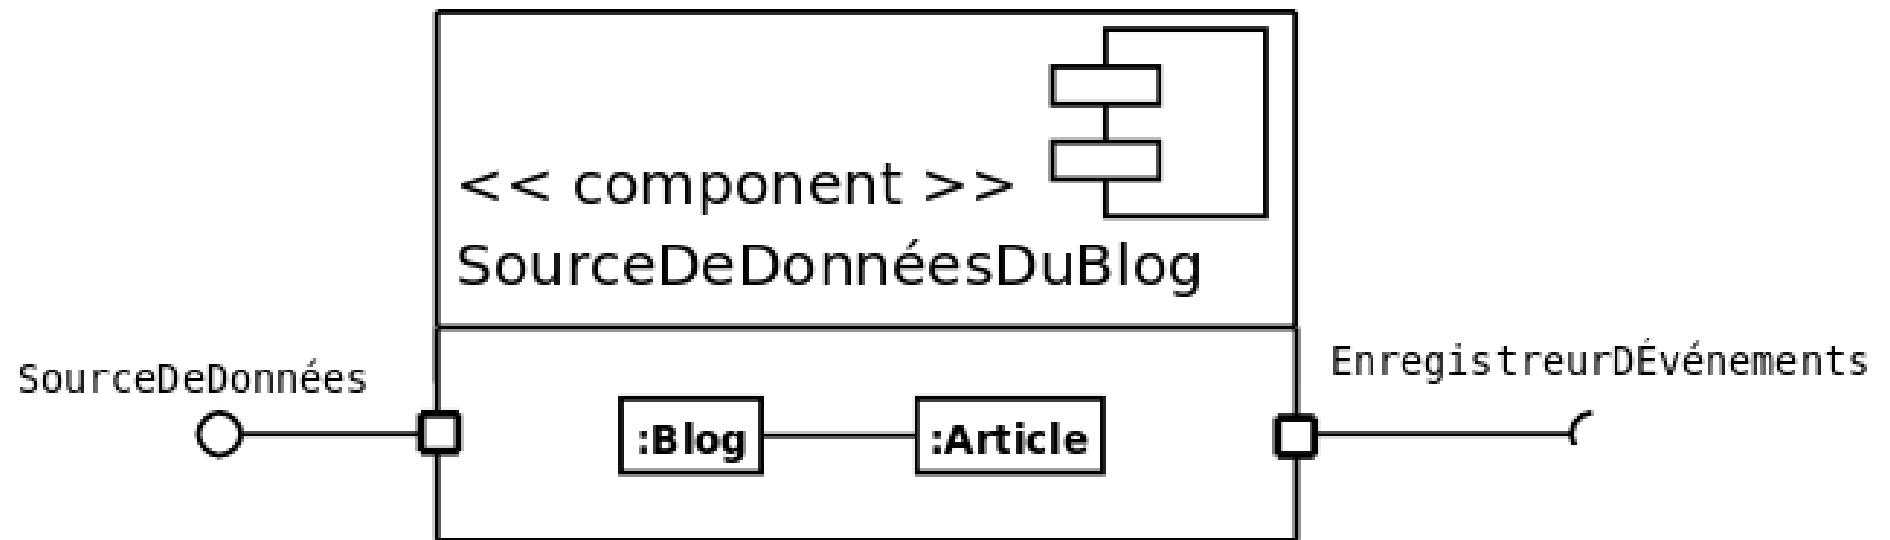 << component >>
SourceDeDonnéesDuBlog
SourceDeDonnées
EnregistreurDÉvénements
:Blog
:Article